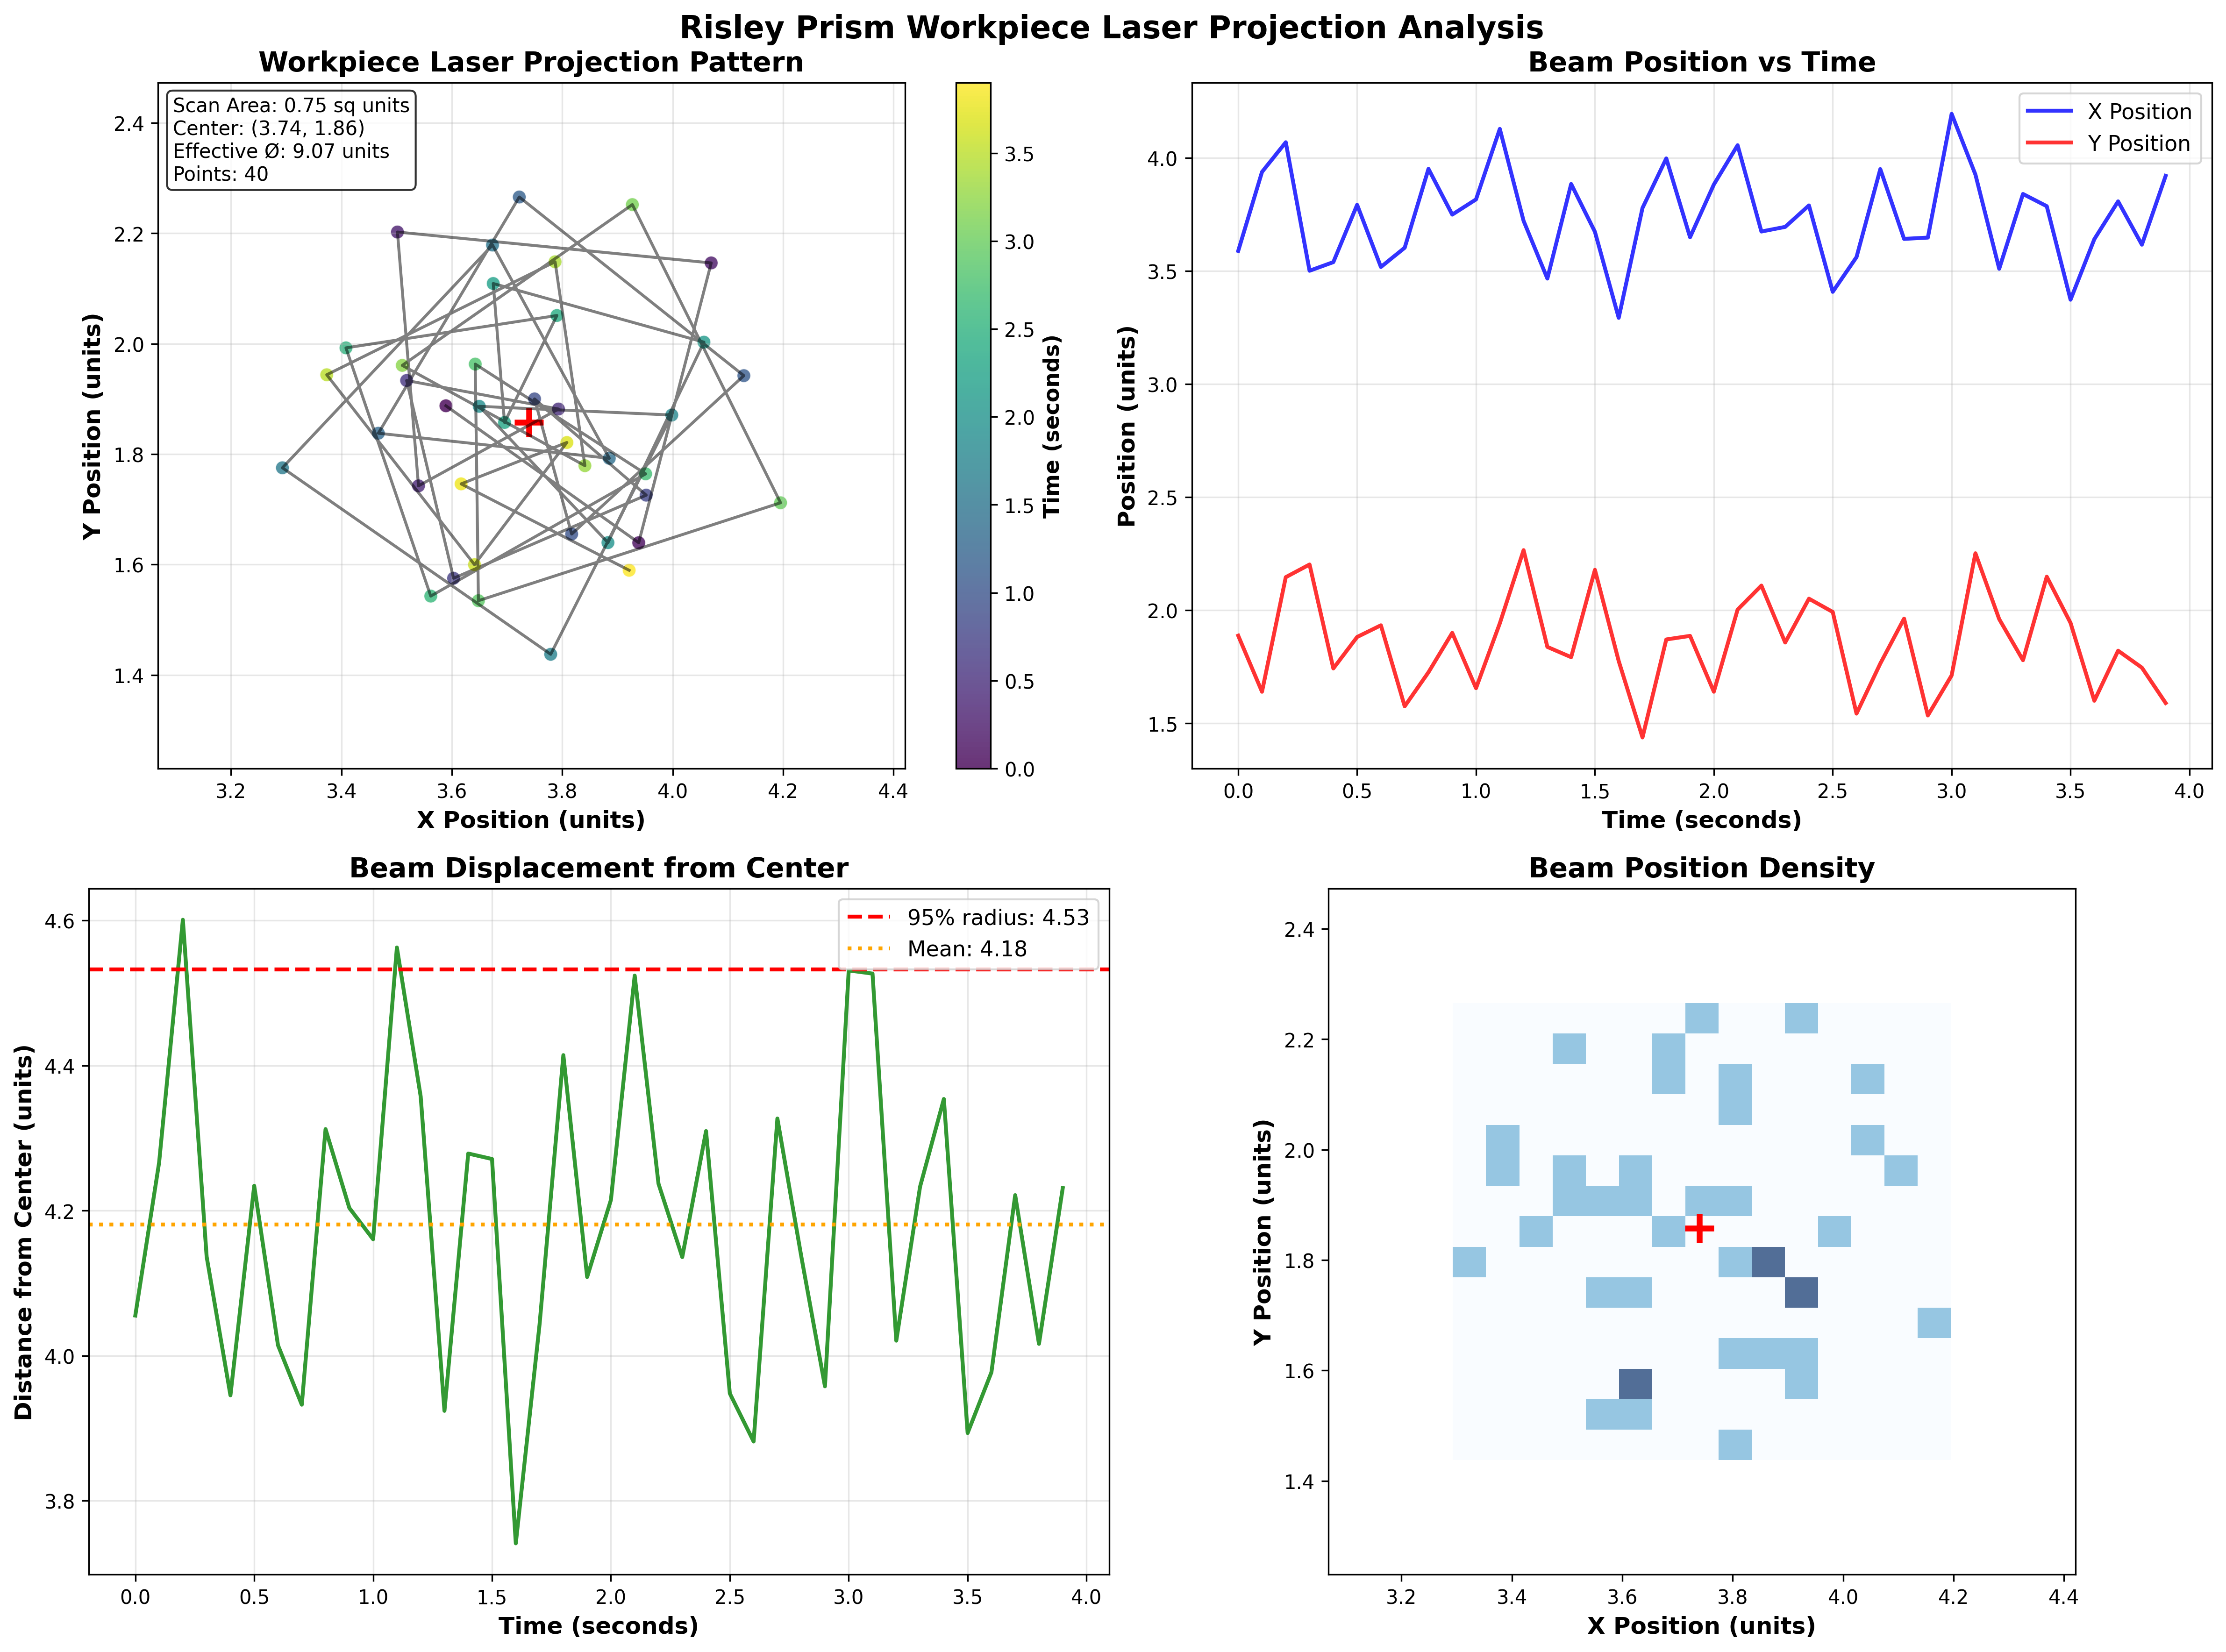 Risley Prism Workpiece Laser Projection Analysis
Workpiece Laser Projection Pattern
Scan Area: 0.75 sq units
Center: (3.74, 1.86)
Effective Ø: 9.07 units
Points: 40
2.4
2.2
2.0
1.8
1.6
1.4
Y Position (units)
3.2 3.4 3.6 3.8 4.0 4.2 4.4
X Position (units)
3.5
3.0
2.5
2.0
1.5
1.0
0.5
0.0
Time (seconds)
Beam Position vs Time
X Position
Y Position
4.0
3.5
3.0
2.5
2.0
1.5
Position (units)
0.0 0.5 1.0 1.5 2.0 2.5 3.0 3.5 4.0
Time (seconds)
Beam Displacement from Center
95% radius: 4.53
Mean: 4.18
4.6
4.4
4.2
4.0
3.8
Distance from Center (units)
0.0 0.5 1.0 1.5 2.0 2.5 3.0 3.5 4.0
Time (seconds)
Beam Position Density
2.4
2.2
2.0
1.8
1.6
1.4
Y Position (units)
3.2 3.4 3.6 3.8 4.0 4.2 4.4
X Position (units)